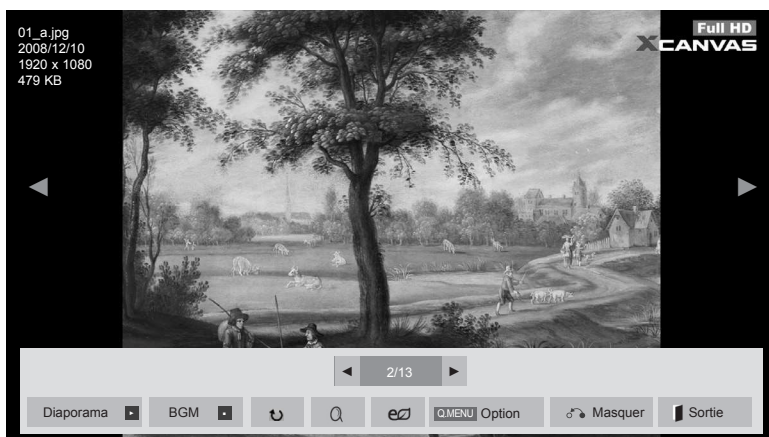 01_a.jpg
2008/12/10
1920 x 1080
479 KB
Full HD
XCANVAS
2/13
Diaporama
BGM
Q.MENU Option
Masquer
Sortie